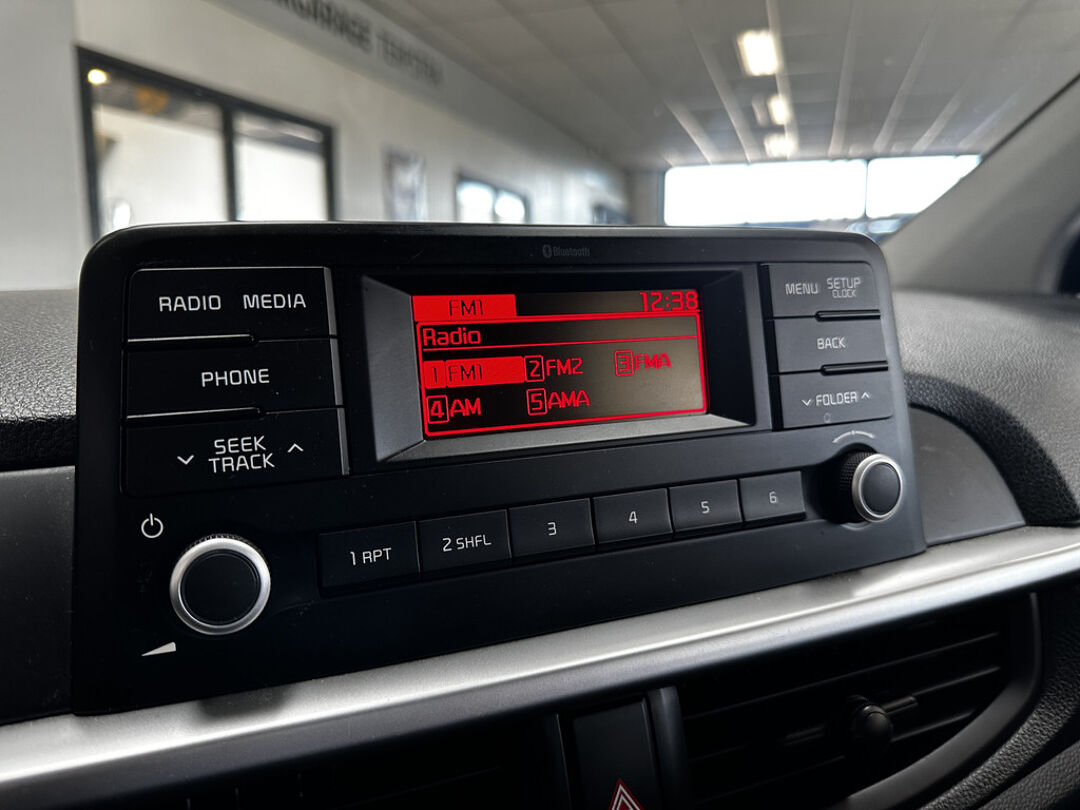 Bluetooth
RADIO MEDIA
PHONE
SEEK
TRACK
FM1 12:38
Radio
1 FM1 2 FM2 3 FMA
4 AM 5 AMA
MENU SETUP
CLOCK
BACK
FOLDER
1 RPT 2 SHFL 3 4 5 6